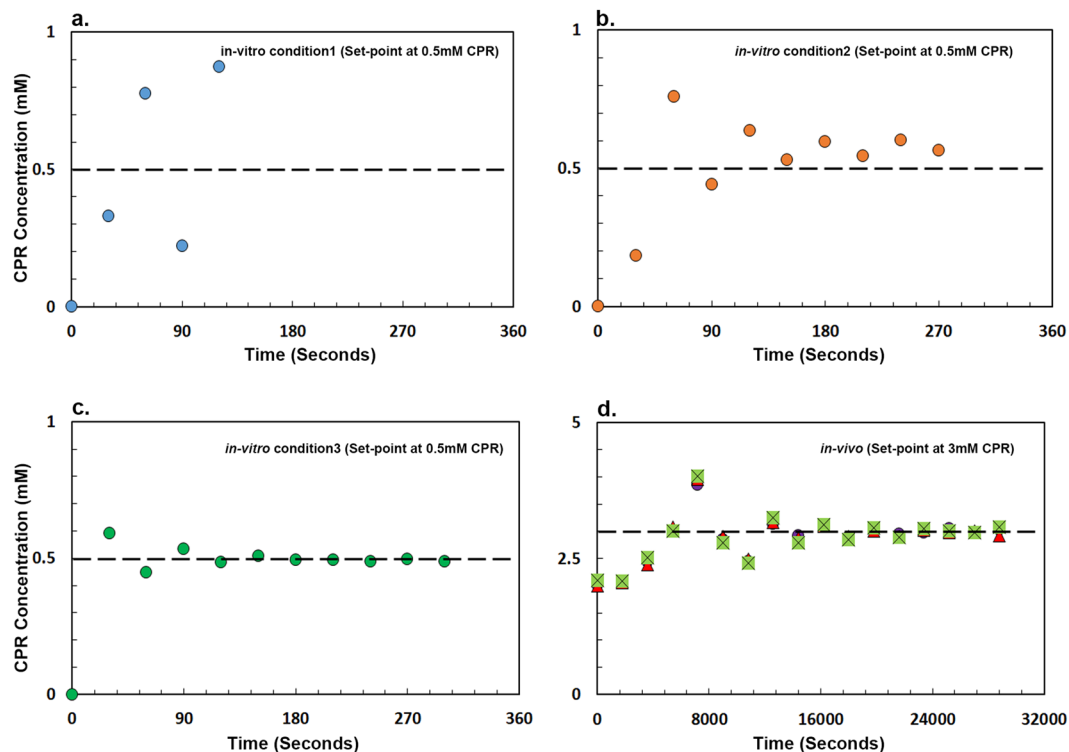 a.
in-vitro condition1 (Set-point at 0.5mM CPR)
CPR Concentration (mM)
1
0.5
0
0 90 180 270 360
Time (Seconds)
b.
in-vitro condition2 (Set-point at 0.5mM CPR)
1
0.5
0
0 90 180 270 360
Time (Seconds)
c.
in-vitro condition3 (Set-point at 0.5mM CPR)
CPR Concentration (mM)
1
0.5
0
0 90 180 270 360
Time (Seconds)
d.
in-vivo (Set-point at 3mM CPR)
5
2.5
0
0 8000 16000 24000 32000
Time (Seconds)